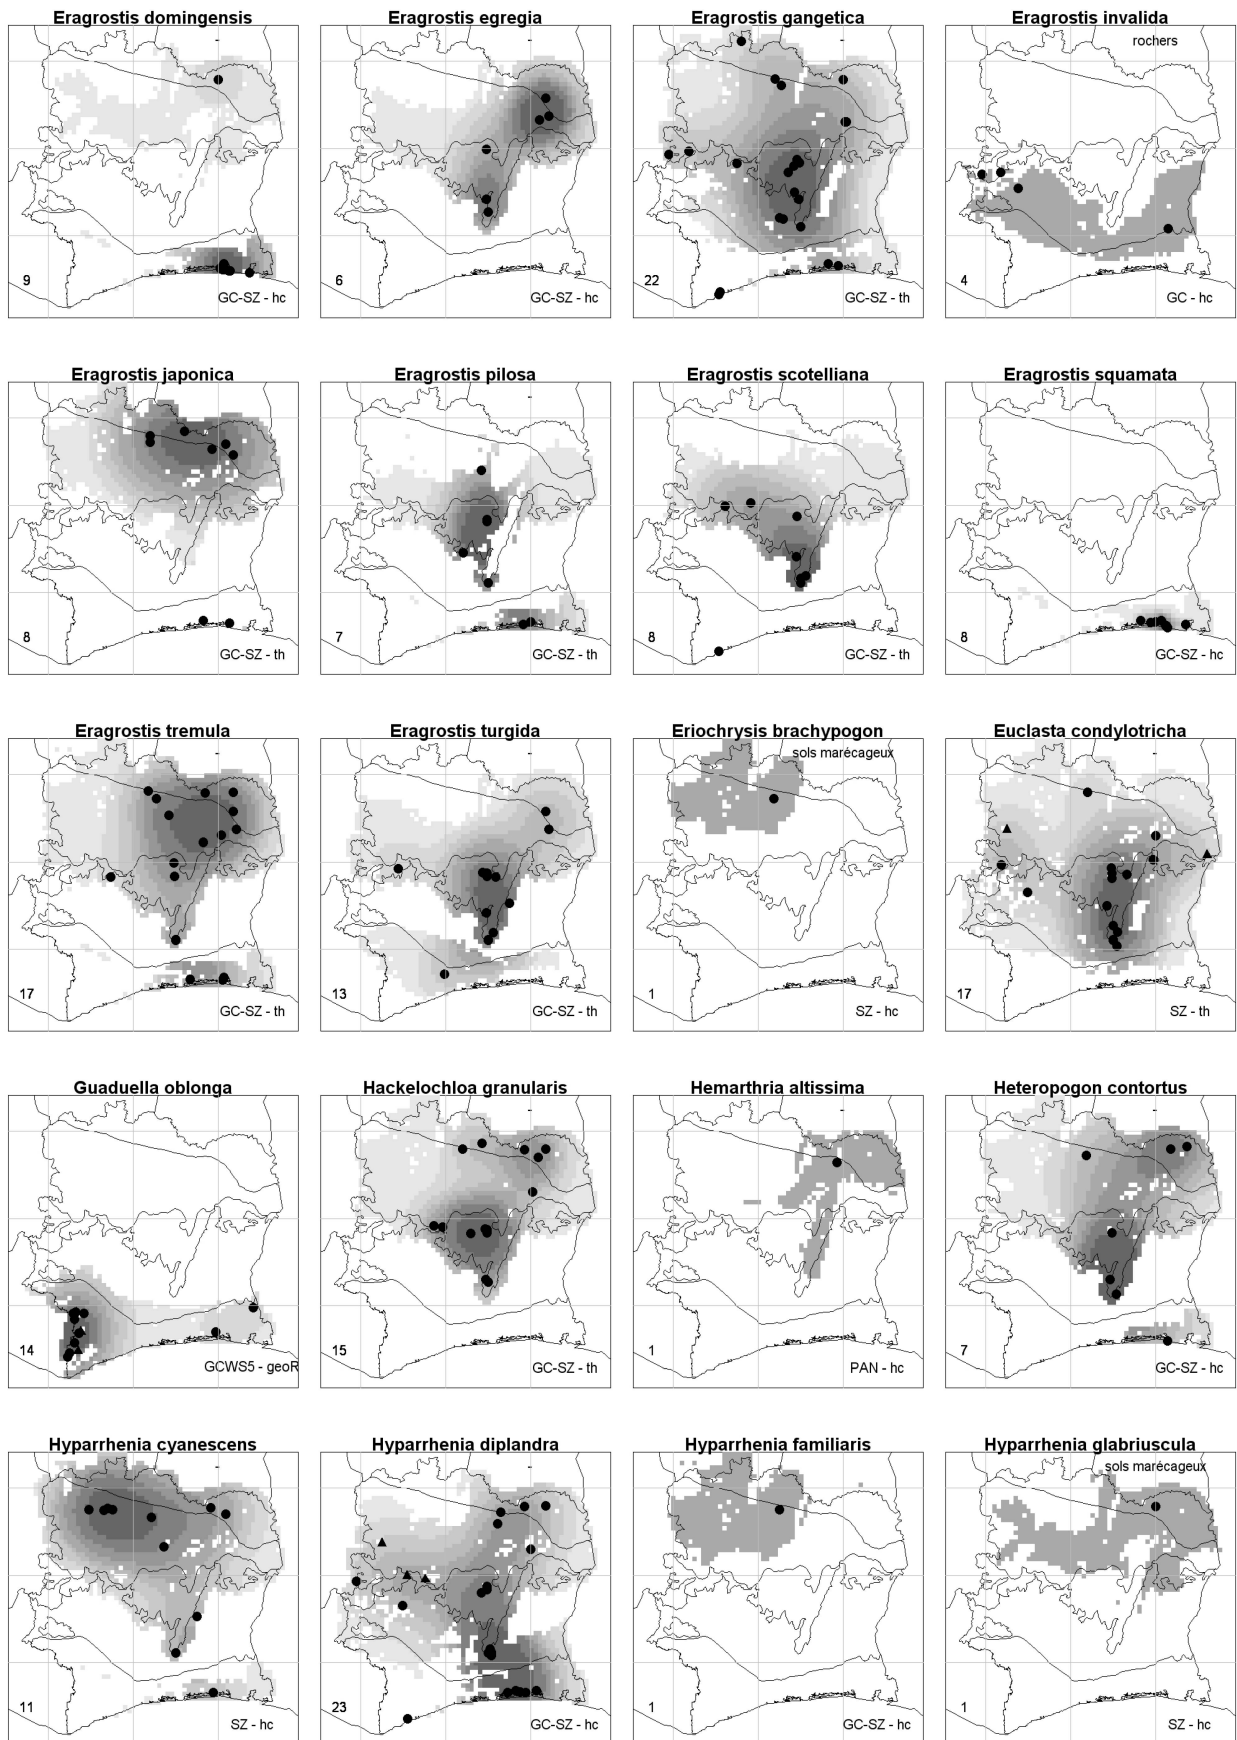 Eragrostis domingensis
9
GC-SZ - hc
Eragrostis egregia
6
GC-SZ - hc
Eragrostis gangetica
22
GC-SZ - th
Eragrostis invalida
rochers
4
GC - hc
Eragrostis japonica
8
GC-SZ - th
Eragrostis pilosa
7
GC-SZ - th
Eragrostis scotelliana
8
GC-SZ - th
Eragrostis squamata
8
GC-SZ - hc
Eragrostis tremula
17
GC-SZ - th
Eragrostis turgida
13
GC-SZ - th
Eriochrysis brachypogon
sols marécageux
1
SZ - hc
Euclasta condylotricha
17
SZ - th
Guaduella oblonga
14
GCWS5 - geoR
Hackelochloa granularis
15
GC-SZ - th
Hemarthria altissima
1
PAN - hc
Heteropogon contortus
7
GC-SZ - hc
Hyparrhenia cyanescens
11
SZ - hc
Hyparrhenia diplandra
23
GC-SZ - hc
Hyparrhenia familiaris
1
GC-SZ - hc
Hyparrhenia glabriuscula
sols marécageux
1
SZ - hc